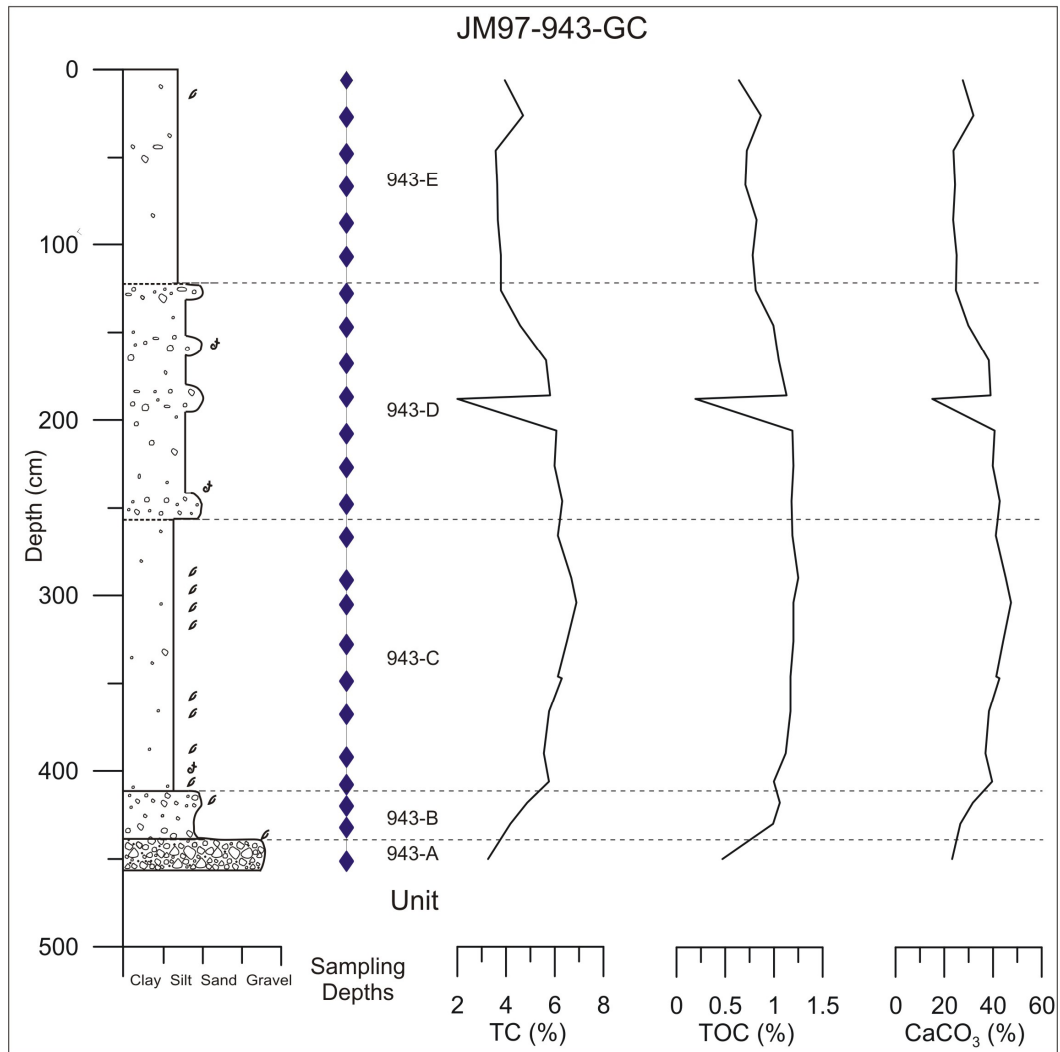 JM97-943-GC
0
943-E
100
943-D
200
Depth (cm)
300
943-C
400
943-B
943-A
Unit
500
Clay Silt Sand Gravel
Sampling
Depths
2 4 6 8
TC (%)
0 0.5 1 1.5
TOC (%)
0 20 40 60
CaCO₃ (%)